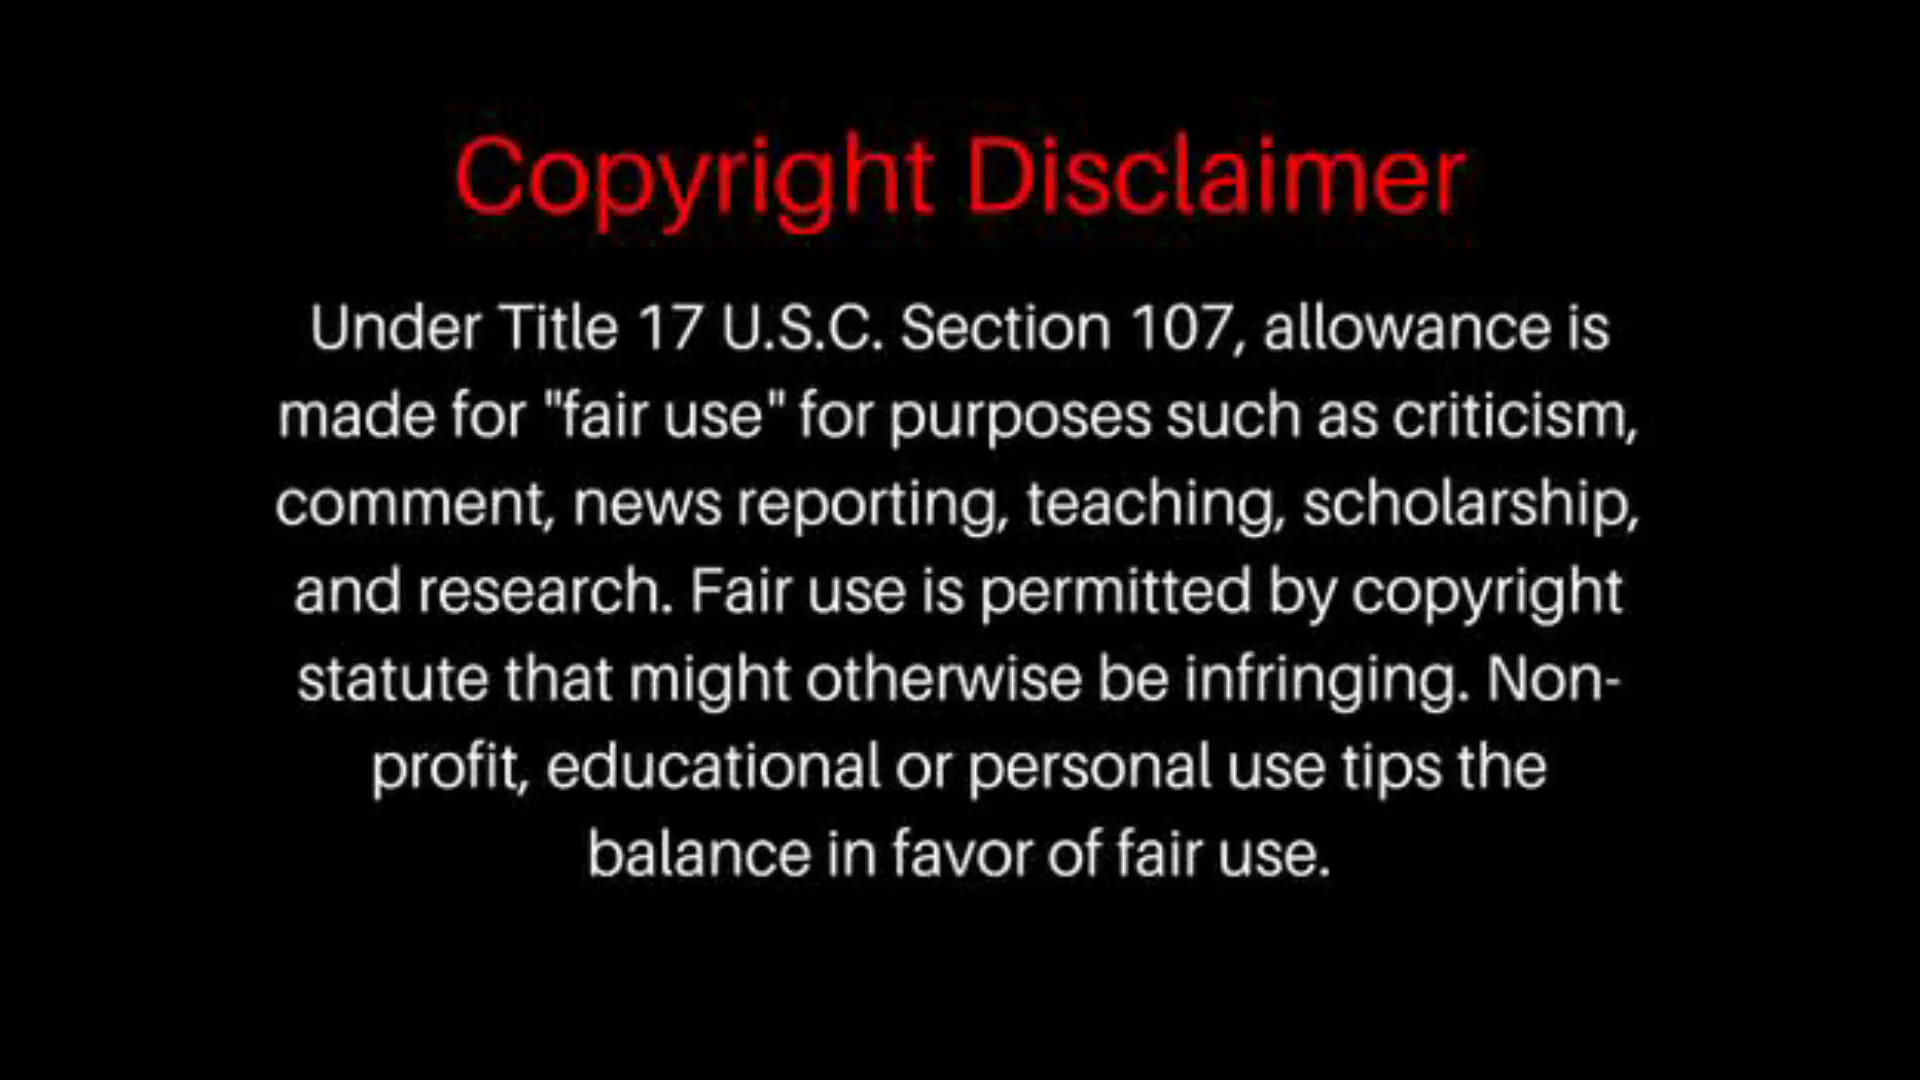 Copyright Disclaimer
Under Title 17 U.S.C. Section 107, allowance is
made for "fair use" for purposes such as criticism,
comment, news reporting, teaching, scholarship,
and research. Fair use is permitted by copyright
statute that might otherwise be infringing. Non-
profit, educational or personal use tips the
balance in favor of fair use.